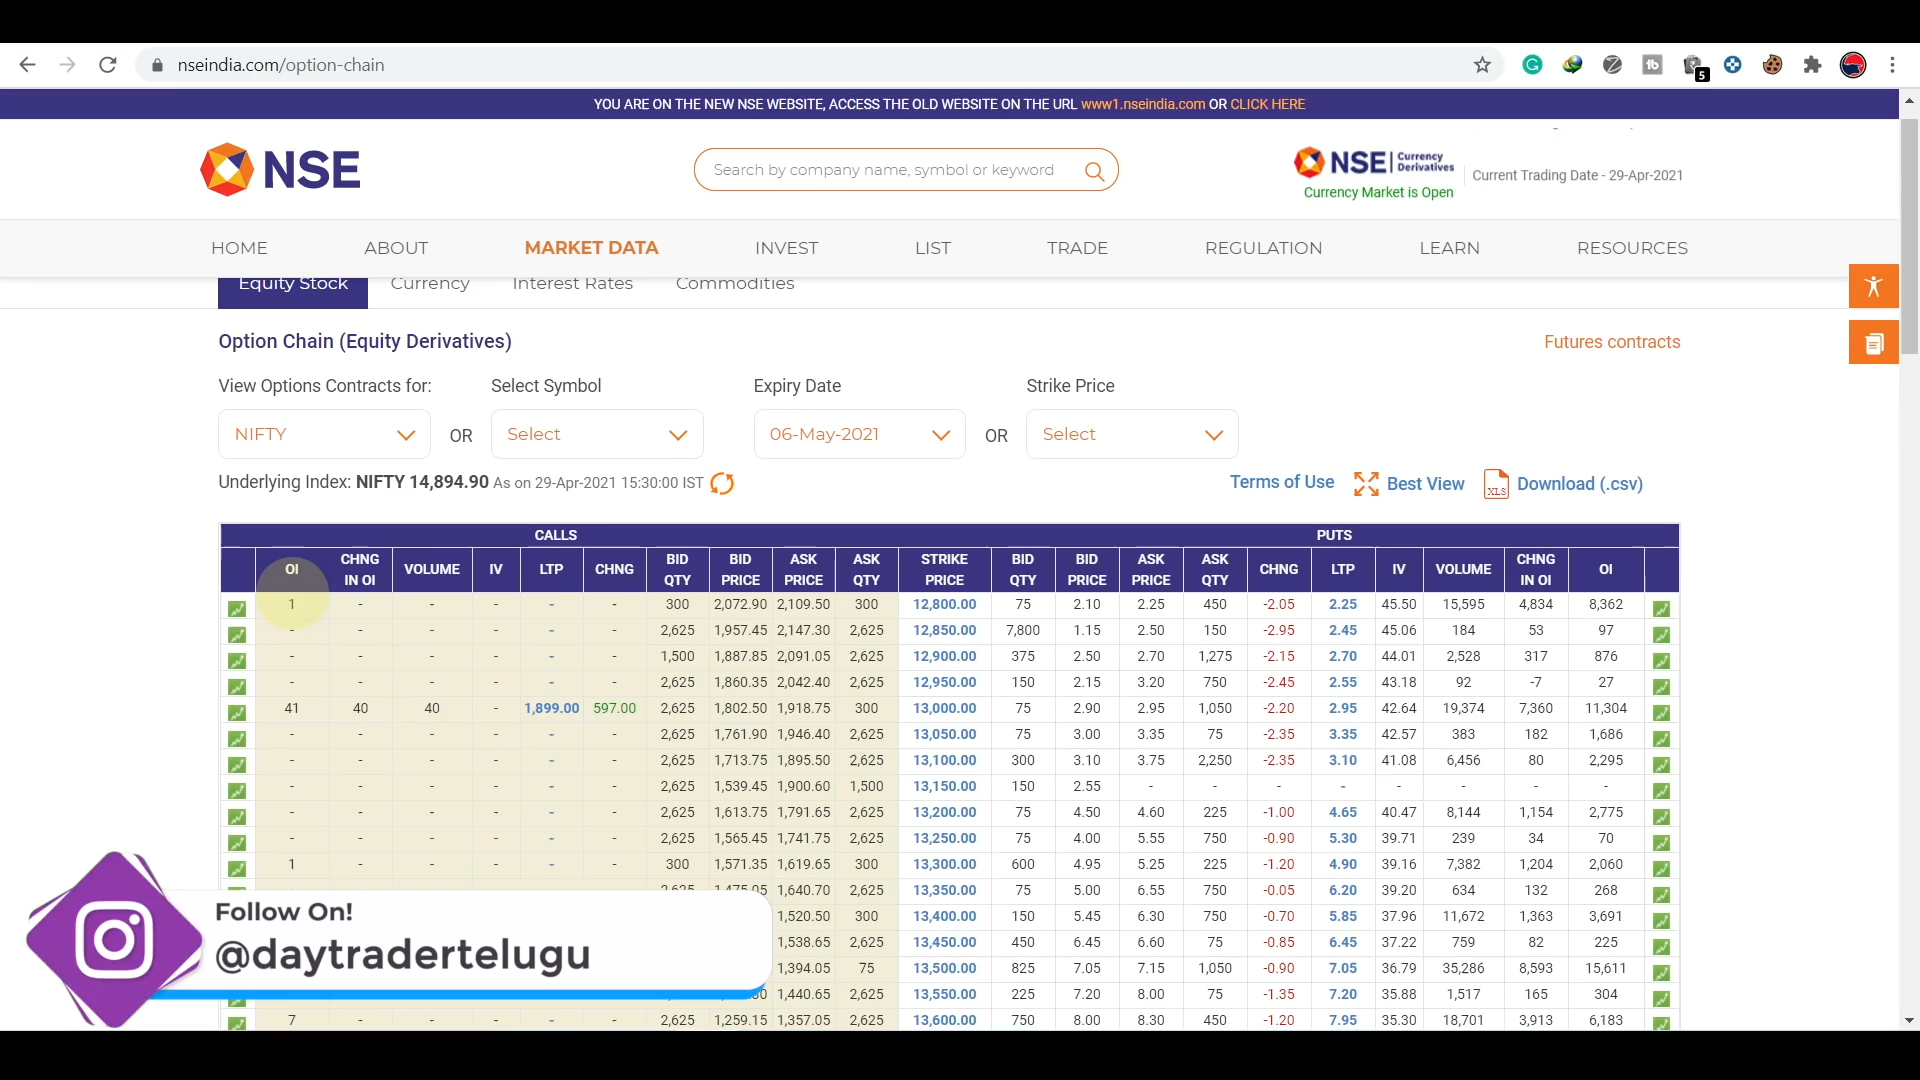 nseindia.com/option-chain
5
YOU ARE ON THE NEW NSE WEBSITE, ACCESS THE OLD WEBSITE ON THE URL www1.nseindia.com OR CLICK HERE
NSE
Search by company name, symbol or keyword
NSE | Currency Derivatives
Currency Market is Open
Current Trading Date - 29-Apr-2021
HOME ABOUT MARKET DATA INVEST LIST TRADE REGULATION LEARN RESOURCES
Equity Stock Currency Interest Rates Commodities
Option Chain (Equity Derivatives) Futures contracts
View Options Contracts for: Select Symbol Expiry Date Strike Price
NIFTY OR Select 06-May-2021 OR Select
Underlying Index: NIFTY 14,894.90 As on 29-Apr-2021 15:30:00 IST Terms of Use Best View XLS Download (.csv)
CALLS PUTS
OI CHNG IN OI VOLUME IV LTP CHNG BID QTY BID PRICE ASK PRICE ASK QTY STRIKE PRICE BID QTY BID PRICE ASK PRICE ASK QTY CHNG LTP IV VOLUME CHNG IN OI OI
1 - - - - - 300 2,072.90 2,109.50 300 12,800.00 75 2.10 2.25 450 -2.05 2.25 45.50 15,595 4,834 8,362
- - - - - - 2,625 1,957.45 2,147.30 2,625 12,850.00 7,800 1.15 2.50 150 -2.95 2.45 45.06 184 53 97
- - - - - - 1,500 1,887.85 2,091.05 2,625 12,900.00 375 2.50 2.70 1,275 -2.15 2.70 44.01 2,528 317 876
- - - - - - 2,625 1,860.35 2,042.40 2,625 12,950.00 150 2.15 3.20 750 -2.45 2.55 43.18 92 -7 27
41 40 40 - 1,899.00 597.00 2,625 1,802.50 1,918.75 300 13,000.00 75 2.90 2.95 1,050 -2.20 2.95 42.64 19,374 7,360 11,304
- - - - - - 2,625 1,761.90 1,946.40 2,625 13,050.00 75 3.00 3.35 75 -2.35 3.35 42.57 383 182 1,686
- - - - - - 2,625 1,713.75 1,895.50 2,625 13,100.00 300 3.10 3.75 2,250 -2.35 3.10 41.08 6,456 80 2,295
- - - - - - 2,625 1,539.45 1,900.60 1,500 13,150.00 150 2.55 - - - - - - - -
- - - - - - 2,625 1,613.75 1,791.65 2,625 13,200.00 75 4.50 4.60 225 -1.00 4.65 40.47 8,144 1,154 2,775
- - - - - - 2,625 1,565.45 1,741.75 2,625 13,250.00 75 4.00 5.55 750 -0.90 5.30 39.71 239 34 70
1 - - - - - 300 1,571.35 1,619.65 300 13,300.00 600 4.95 5.25 225 -1.20 4.90 39.16 7,382 1,204 2,060
2,625 1,475.05 1,640.70 2,625 13,350.00 75 5.00 6.55 750 -0.05 6.20 39.20 634 132 268
1,520.50 300 13,400.00 150 5.45 6.30 750 -0.70 5.85 37.96 11,672 1,363 3,691
1,538.65 2,625 13,450.00 450 6.45 6.60 75 -0.85 6.45 37.22 759 82 225
1,394.05 75 13,500.00 825 7.05 7.15 1,050 -0.90 7.05 36.79 35,286 8,593 15,611
1,440.65 2,625 13,550.00 225 7.20 8.00 75 -1.35 7.20 35.88 1,517 165 304
7 - - - - - 2,625 1,259.15 1,357.05 2,625 13,600.00 750 8.00 8.30 450 -1.20 7.95 35.30 18,701 3,913 6,183
Follow On!
@daytradertelugu